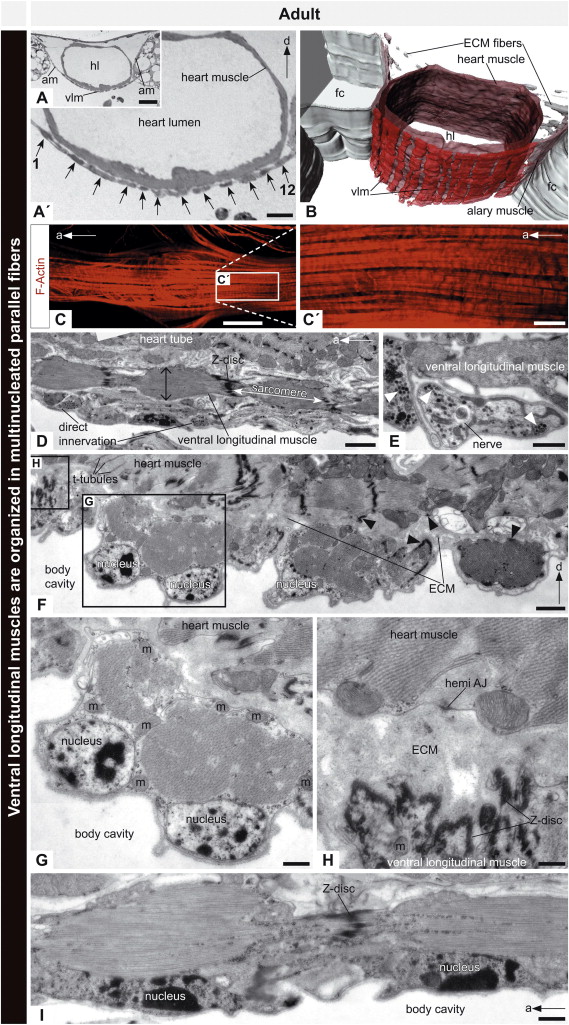 Adult
Ventral longitudinal muscles are organized in multinucleated parallel fibers
hl
am
am
vlm
A
heart muscle
d
heart lumen
1
12
A´
ECM fibers
heart muscle
fc
hl
vlm
fc
alary muscle
B
F-Actin
a
C´
C
a
C´
heart tube
a
Z-disc
sarcomere
direct
innervation
ventral longitudinal muscle
D
ventral longitudinal muscle
nerve
E
H
t-tubules
heart muscle
G
nucleus
nucleus
nucleus
body
cavity
ECM
d
F
heart muscle
m
m
m
m
m
m
nucleus
nucleus
body cavity
G
heart muscle
hemi AJ
ECM
Z-disc
m
ventral longitudinal muscle
H
Z-disc
nucleus
nucleus
body cavity
a
I